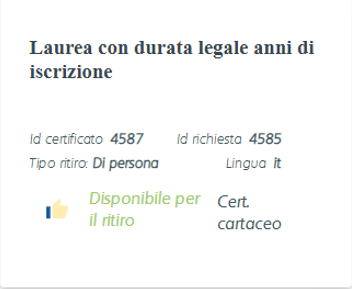 Laurea con durata legale anni di
iscrizione
Id certificato 4587 Id richiesta 4585
Tipo ritiro: Di persona Lingua it
Disponibile per
il ritiro
Cert.
cartaceo